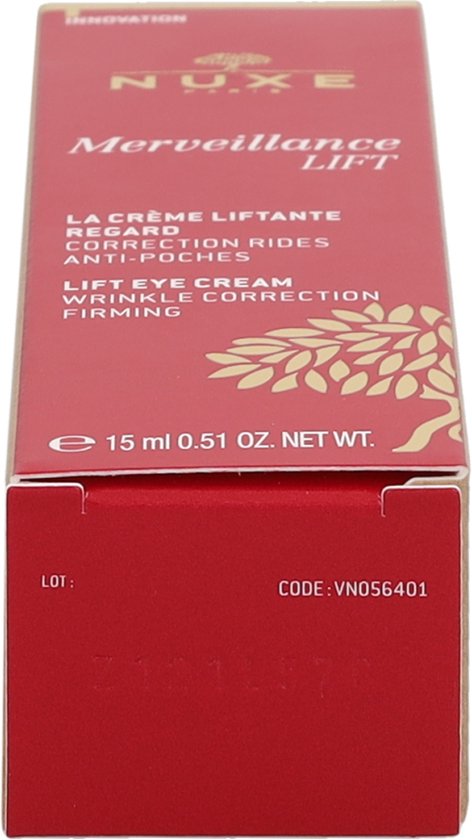 INNOVATION
NUXE
PARIS
Merveillance
LIFT
LA CRÈME LIFTANTE
REGARD
CORRECTION RIDES
ANTI-POCHES
LIFT EYE CREAM
WRINKLE CORRECTION
FIRMING
℮ 15 ml 0.51 OZ. NET WT.
LOT :
CODE : VN056401